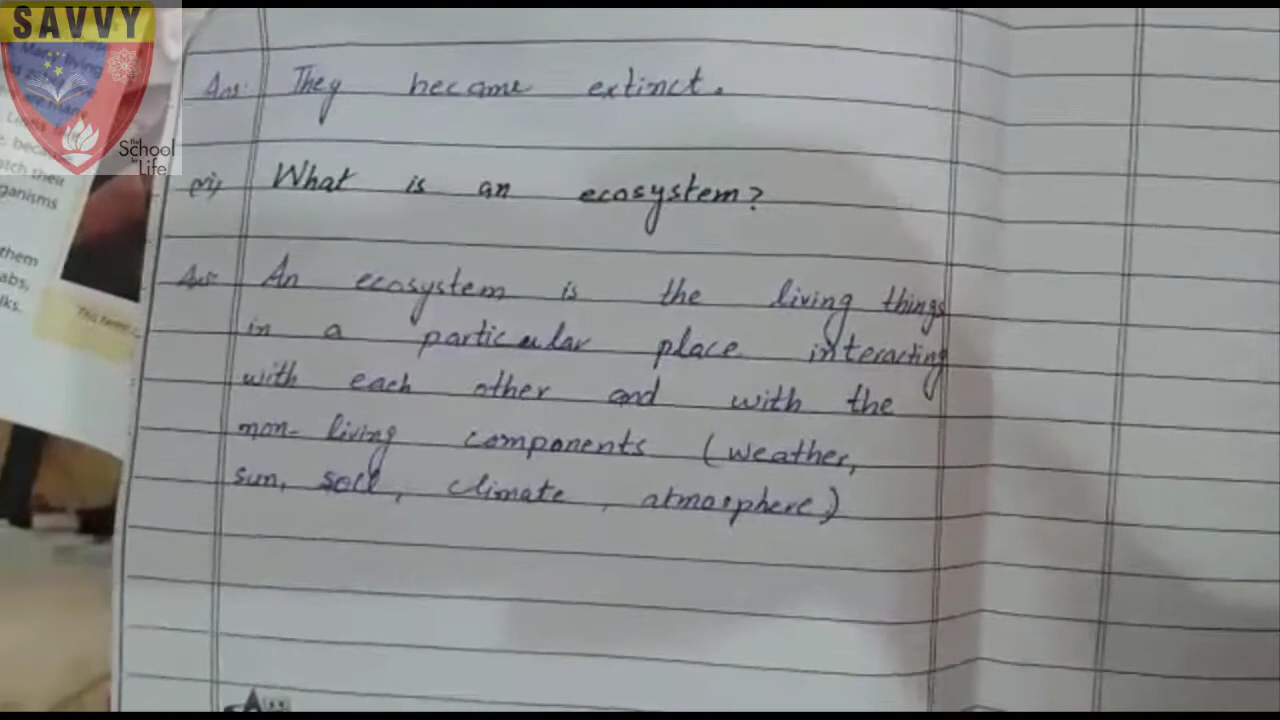 SAVVY
the School for Life
them
Ans: They became extinct.
(vi) What is an ecosystem?
Ans: An ecosystem is the living things
in a particular place interacting
with each other and with the
non-living components (weather,
sun, soil, climate, atmosphere)